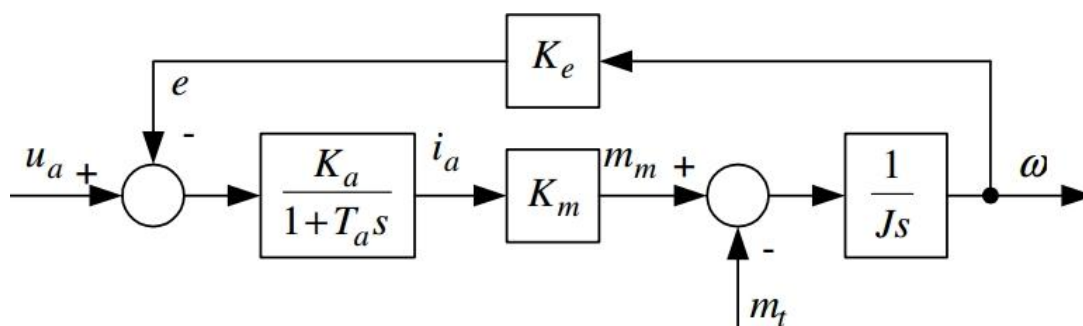 K_e
e
-
u_a +
K_a
1+T_a s
i_a
K_m
m_m +
1
Js
ω
-
m_t